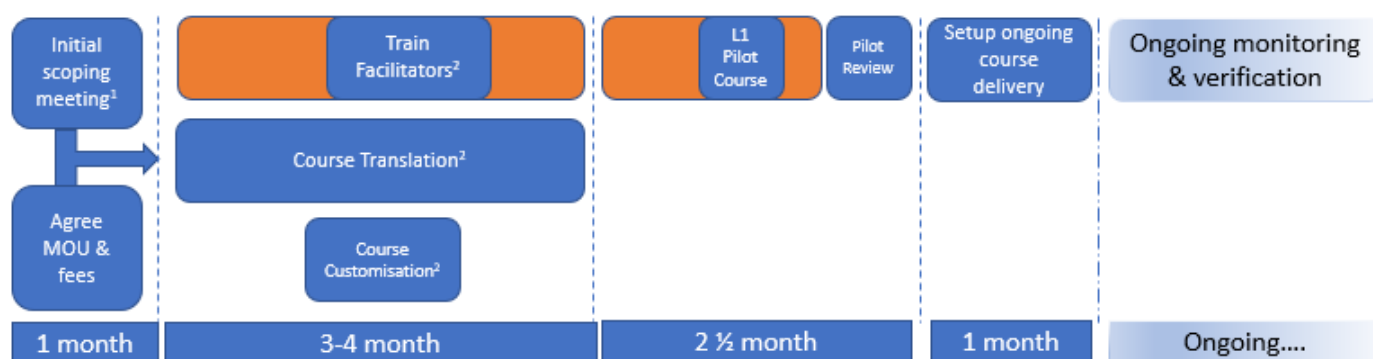 Initial
scoping
meeting¹
Agree
MOU &
fees
Train
Facilitators²
Course Translation²
Course
Customisation²
L1
Pilot
Course
Pilot
Review
Setup ongoing
course
delivery
Ongoing monitoring
& verification
1 month
3-4 month
2 ½ month
1 month
Ongoing....